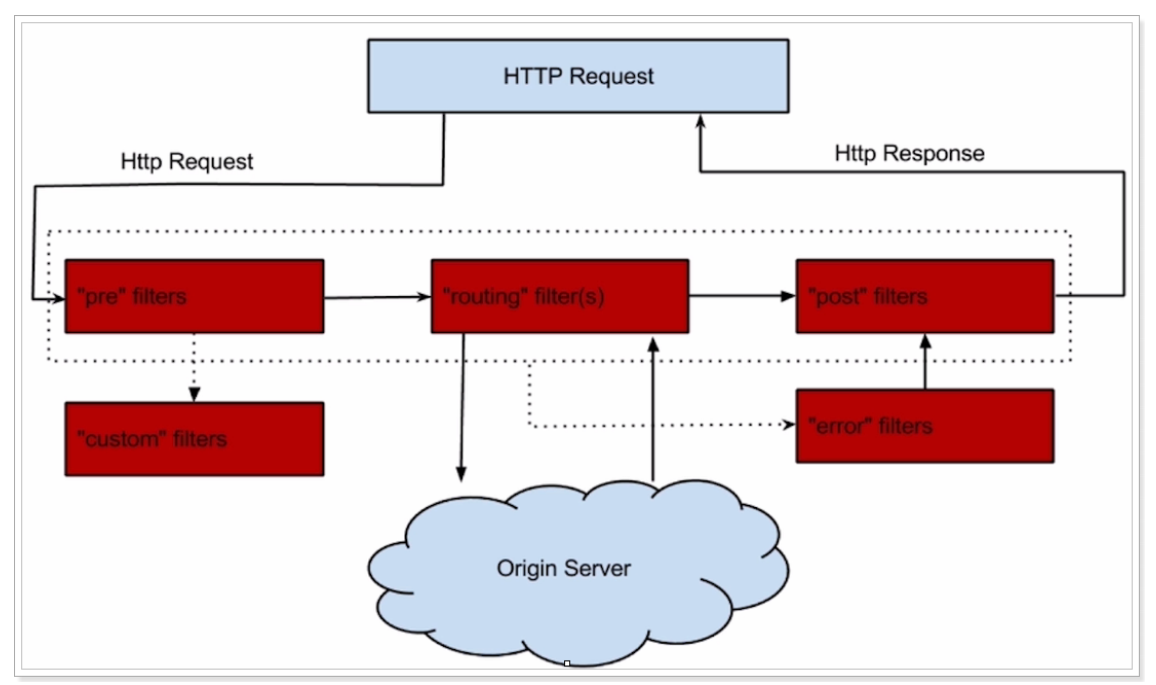 HTTP Request
Http Request
Http Response
"pre" filters
"routing" filter(s)
"post" filters
"custom" filters
"error" filters
Origin Server